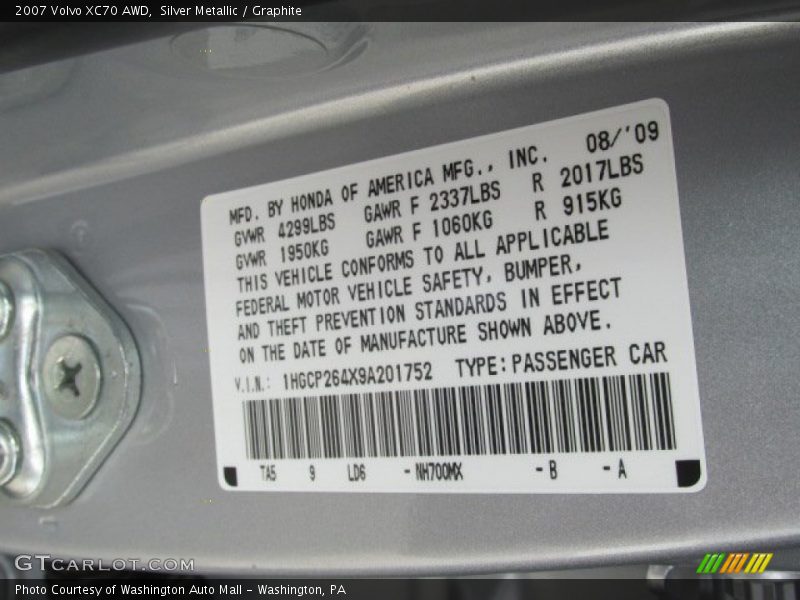 2007 Volvo XC70 AWD, Silver Metallic / Graphite
MFD. BY HONDA OF AMERICA MFG., INC. 08/'09
GVWR 4299LBS GAWR F 2337LBS R 2017LBS
GVWR 1950KG GAWR F 1060KG R 915KG
THIS VEHICLE CONFORMS TO ALL APPLICABLE
FEDERAL MOTOR VEHICLE SAFETY, BUMPER,
AND THEFT PREVENTION STANDARDS IN EFFECT
ON THE DATE OF MANUFACTURE SHOWN ABOVE.
V.I.N.: 1HGCP264X9A201752 TYPE: PASSENGER CAR
TA5 9 LD6 -NH700MX -B -A
GTCARLOT.COM
Photo Courtesy of Washington Auto Mall - Washington, PA